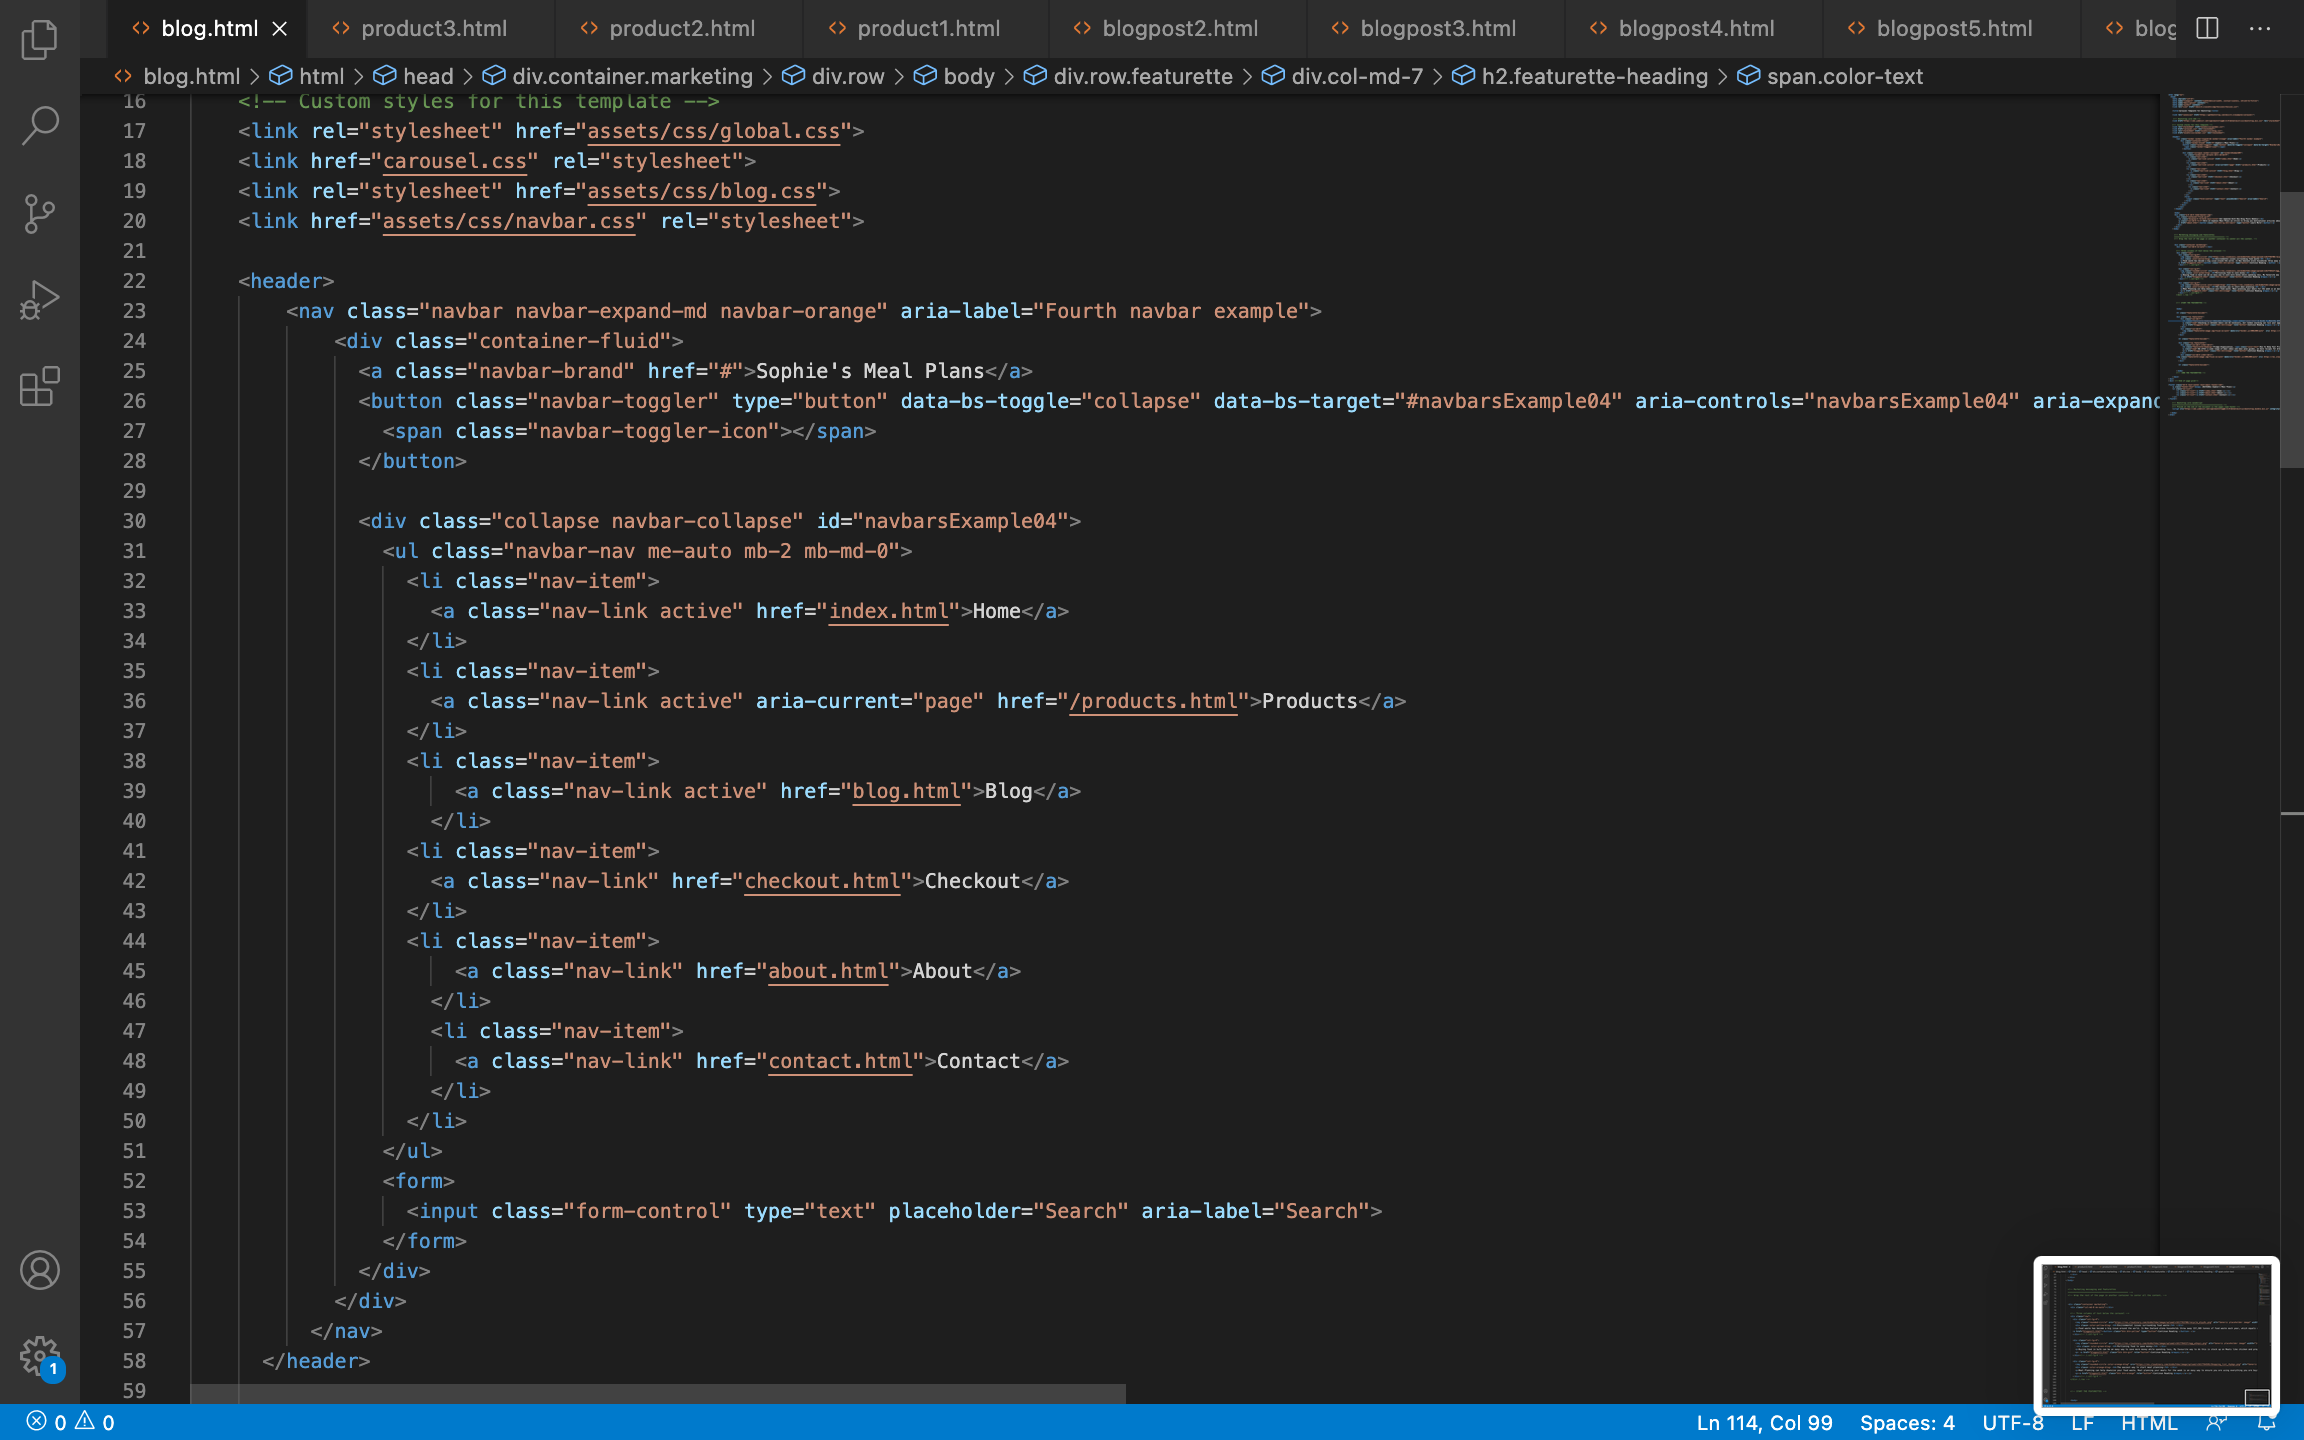 blog.html
product3.html
product2.html
product1.html
blogpost2.html
blogpost3.html
blogpost4.html
blogpost5.html
blog.html > html > head > div.container.marketing > div.row > body > div.row.featurette > div.col-md-7 > h2.featurette-heading > span.color-text
16 <!-- Custom styles for this template -->
17 <link rel="stylesheet" href="assets/css/global.css">
18 <link href="carousel.css" rel="stylesheet">
19 <link rel="stylesheet" href="assets/css/blog.css">
20 <link href="assets/css/navbar.css" rel="stylesheet">
21
22 <header>
23 <nav class="navbar navbar-expand-md navbar-orange" aria-label="Fourth navbar example">
24 <div class="container-fluid">
25 <a class="navbar-brand" href="#">Sophie's Meal Plans</a>
26 <button class="navbar-toggler" type="button" data-bs-toggle="collapse" data-bs-target="#navbarsExample04" aria-controls="navbarsExample04" aria-expand
27 <span class="navbar-toggler-icon"></span>
28 </button>
29
30 <div class="collapse navbar-collapse" id="navbarsExample04">
31 <ul class="navbar-nav me-auto mb-2 mb-md-0">
32 <li class="nav-item">
33 <a class="nav-link active" href="index.html">Home</a>
34 </li>
35 <li class="nav-item">
36 <a class="nav-link active" aria-current="page" href="/products.html">Products</a>
37 </li>
38 <li class="nav-item">
39 <a class="nav-link active" href="blog.html">Blog</a>
40 </li>
41 <li class="nav-item">
42 <a class="nav-link" href="checkout.html">Checkout</a>
43 </li>
44 <li class="nav-item">
45 <a class="nav-link" href="about.html">About</a>
46 </li>
47 <li class="nav-item">
48 <a class="nav-link" href="contact.html">Contact</a>
49 </li>
50 </li>
51 </ul>
52 <form>
53 <input class="form-control" type="text" placeholder="Search" aria-label="Search">
54 </form>
55 </div>
56 </div>
57 </nav>
58 </header>
59
1
0 0
Ln 114, Col 99
Spaces: 4
UTF-8
LF
HTML